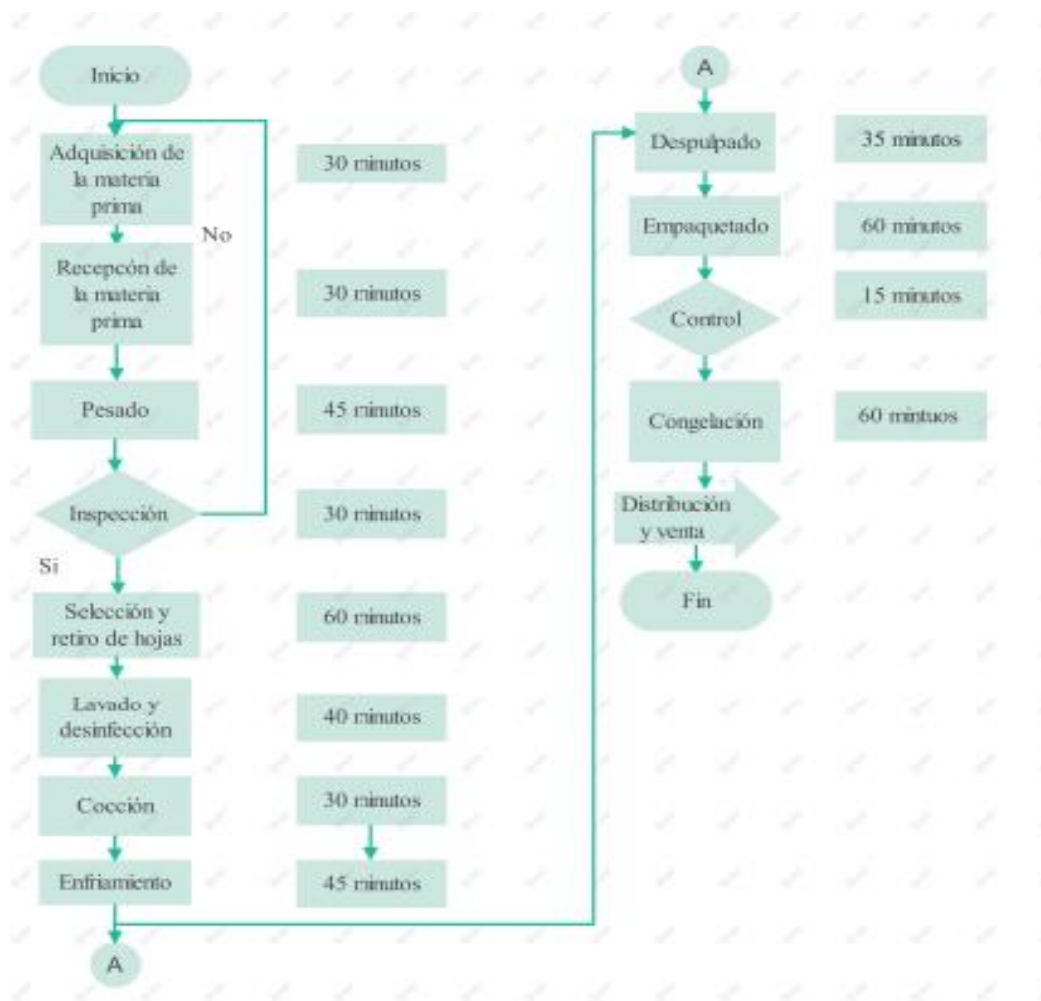 Inicio
Adquisición de
la materia
prima
30 minutos
No
Recepcón de
la materia
prima
30 minutos
Pesado
45 minutos
Inspección
30 minutos
Si
Selección y
retiro de hojas
60 minutos
Lavado y
desinfección
40 minutos
Cocción
30 minutos
Enfriamiento
45 minutos
A
A
Despulpado
35 minutos
Empaquetado
60 minutos
Control
15 minutos
Congelación
60 mintuos
Distribución
y venta
Fin